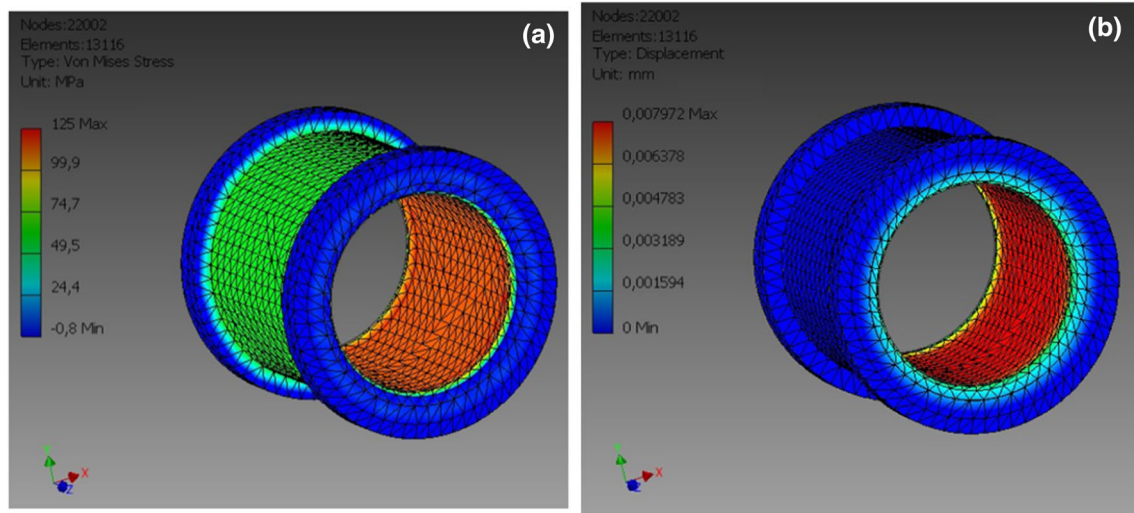 Nodes:22002
Elements:13116
Type: Von Mises Stress
Unit: MPa
(a)
125 Max
99,9
74,7
49,5
24,4
-0,8 Min
X
Z
Nodes:22002
Elements:13116
Type: Displacement
Unit: mm
(b)
0,007972 Max
0,006378
0,004783
0,003189
0,001594
0 Min
X
Z